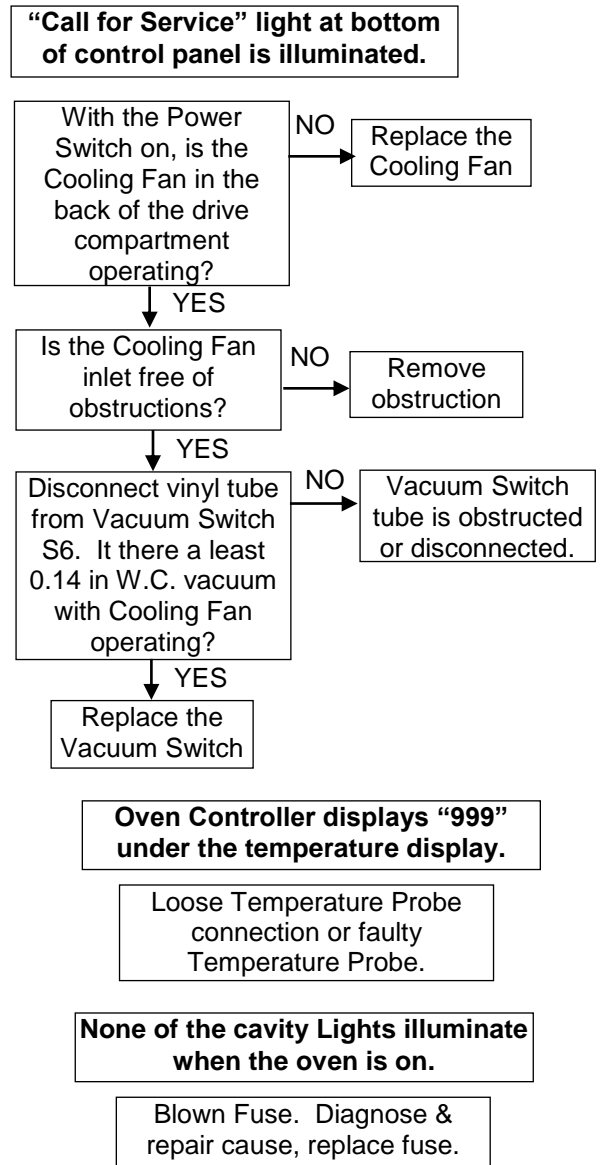 “Call for Service” light at bottom
of control panel is illuminated.
With the Power
Switch on, is the
Cooling Fan in the
back of the drive
compartment
operating?
NO
Replace the
Cooling Fan
YES
Is the Cooling Fan
inlet free of
obstructions?
NO
Remove
obstruction
YES
Disconnect vinyl tube
from Vacuum Switch
S6. It there a least
0.14 in W.C. vacuum
with Cooling Fan
operating?
NO
Vacuum Switch
tube is obstructed
or disconnected.
YES
Replace the
Vacuum Switch
Oven Controller displays “999”
under the temperature display.
Loose Temperature Probe
connection or faulty
Temperature Probe.
None of the cavity Lights illuminate
when the oven is on.
Blown Fuse. Diagnose &
repair cause, replace fuse.